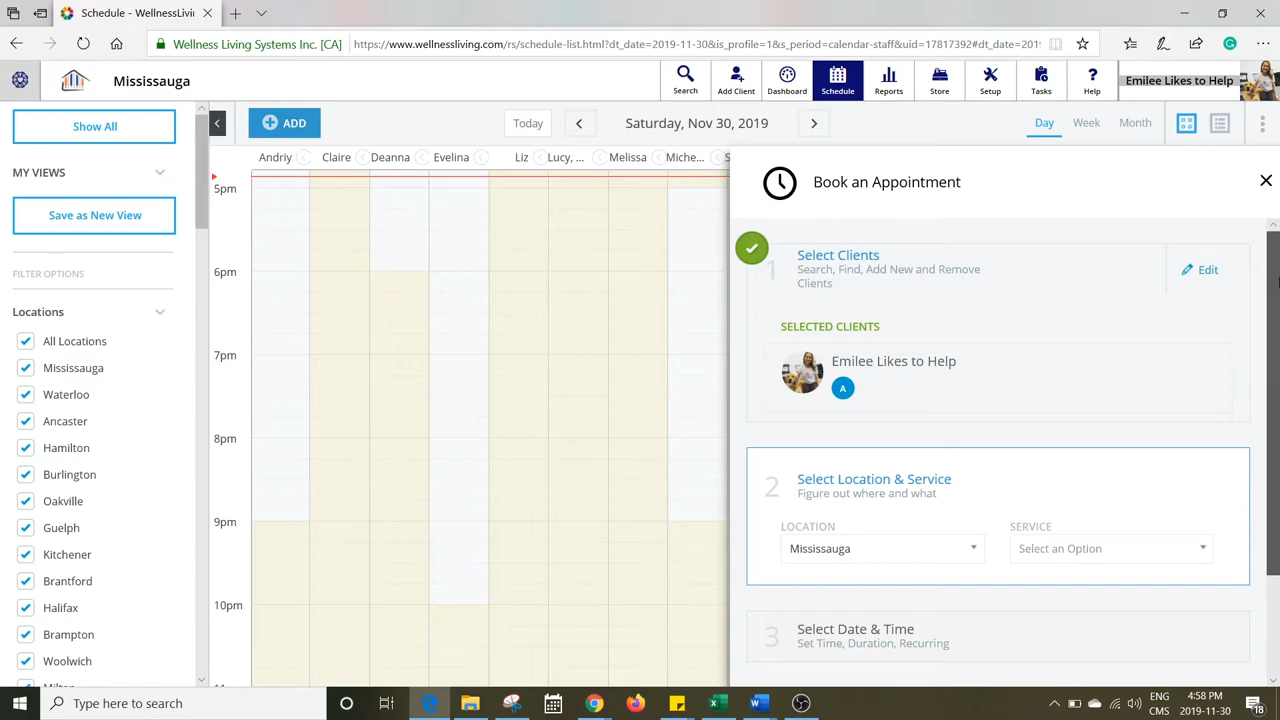 Schedule - WellnessLivin
Wellness Living Systems Inc. [CA]
https://www.wellnessliving.com/rs/schedule-list.html?dt_date=2019-11-30&is_profile=1&s_period=calendar-staff&uid=17817392#dt_date=201
Mississauga
Search
Add Client
Dashboard
Schedule
Reports
Store
Setup
Tasks
Help
Emilee Likes to Help
Show All
MY VIEWS
Save as New View
FILTER OPTIONS
Locations
All Locations
Mississauga
Waterloo
Ancaster
Hamilton
Burlington
Oakville
Guelph
Kitchener
Brantford
Halifax
Brampton
Woolwich
ADD
Today
Saturday, Nov 30, 2019
Day
Week
Month
Andriy
Claire
Deanna
Evelina
Liz
Lucy, ...
Melissa
Miche...
5pm
6pm
7pm
8pm
9pm
10pm
Book an Appointment
1
Select Clients
Search, Find, Add New and Remove
Clients
Edit
SELECTED CLIENTS
Emilee Likes to Help
A
2
Select Location & Service
Figure out where and what
LOCATION
SERVICE
Mississauga
Select an Option
3
Select Date & Time
Set Time, Duration, Recurring
Type here to search
ENG
CMS
4:58 PM
2019-11-30
18